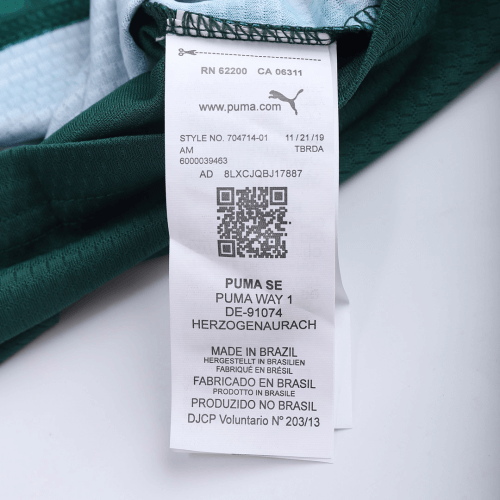 RN 62200 CA 06311
www.puma.com
STYLE NO. 704714-01 11 / 21 /19
AM TBRDA
6000039463
AD 8LXCJQBJ17887
PUMA SE
PUMA WAY 1
DE-91074
HERZOGENAURACH
MADE IN BRAZIL
HERGESTELLT IN BRASILIEN
FABRIQUÉ EN BRÉSIL
FABRICADO EN BRASIL
PRODOTTO IN BRASILE
PRODUZIDO NO BRASIL
DJCP Voluntario Nº 203/13